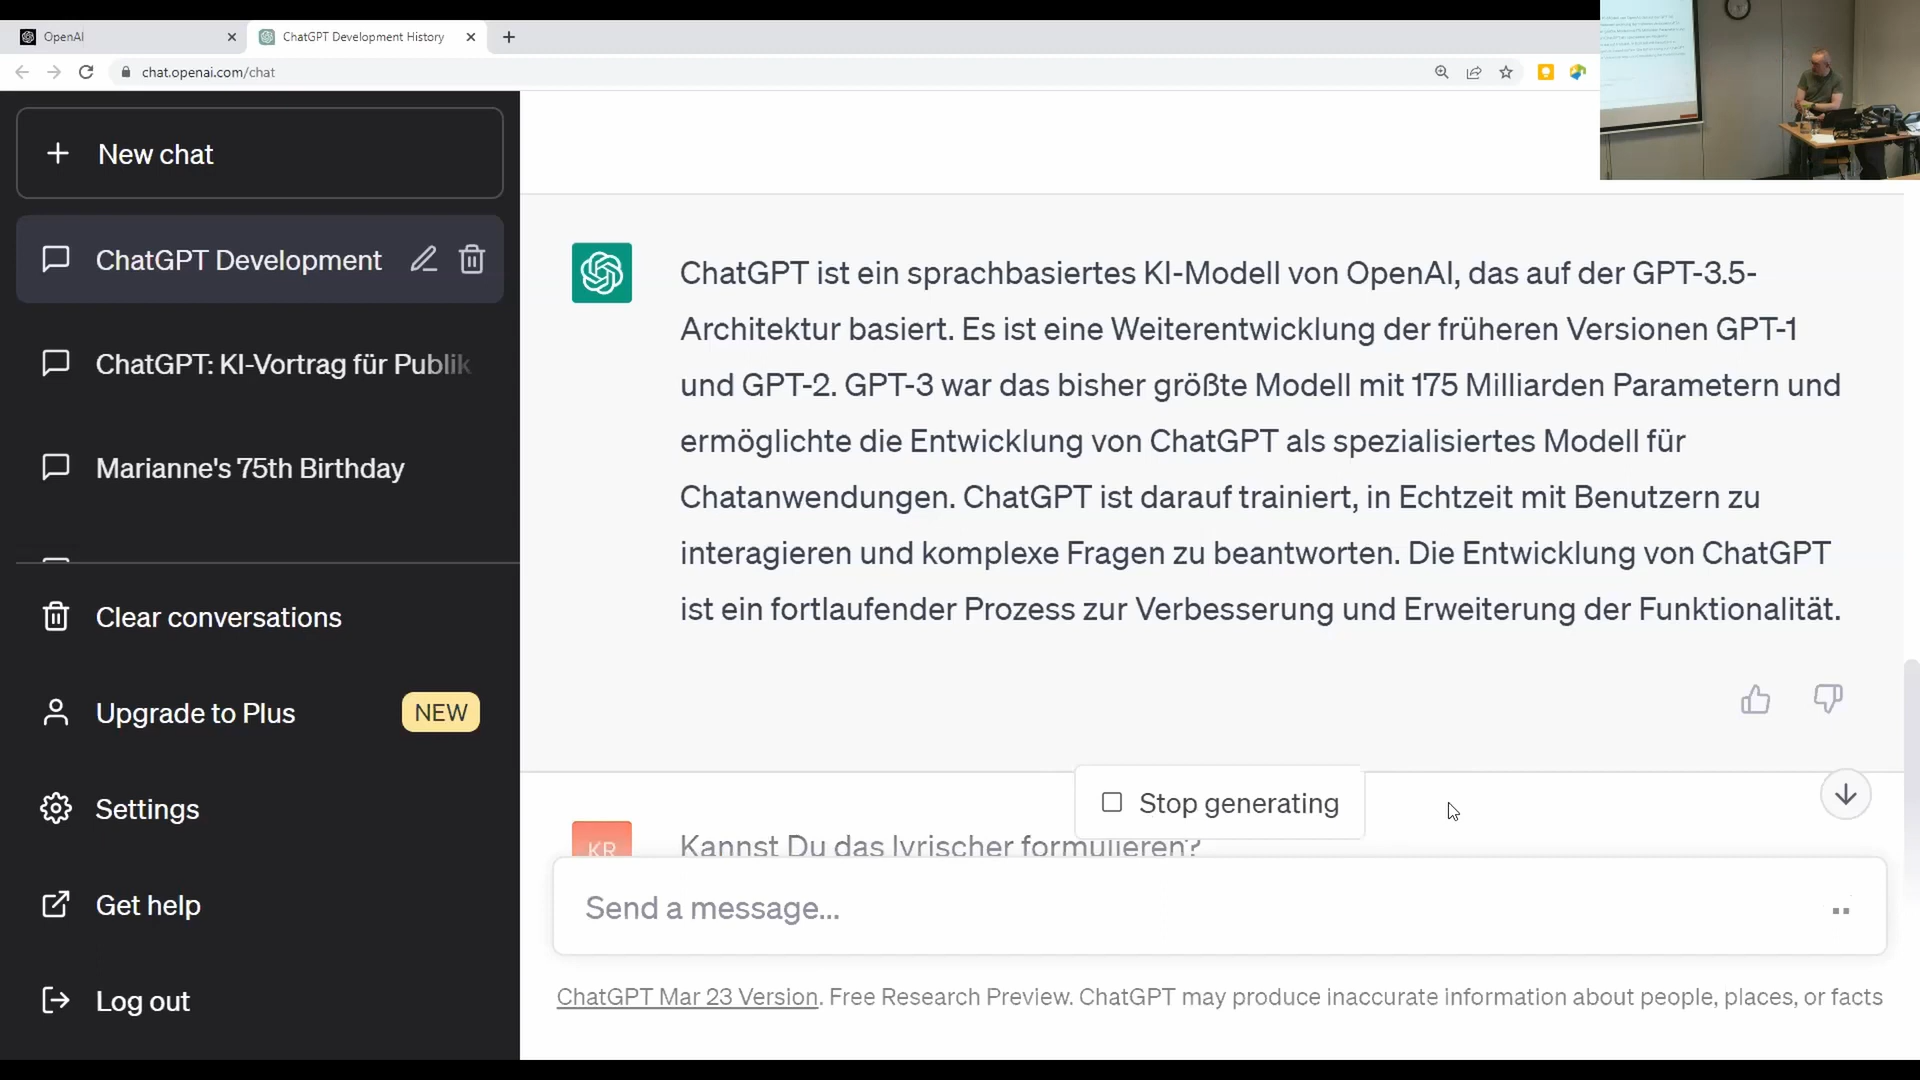 OpenAI
ChatGPT Development History
chat.openai.com/chat
New chat
ChatGPT Development
ChatGPT: KI-Vortrag für Publik
Marianne's 75th Birthday
Clear conversations
Upgrade to Plus
NEW
Settings
Get help
Log out
ChatGPT ist ein sprachbasiertes KI-Modell von OpenAI, das auf der GPT-3.5-
Architektur basiert. Es ist eine Weiterentwicklung der früheren Versionen GPT-1
und GPT-2. GPT-3 war das bisher größte Modell mit 175 Milliarden Parametern und
ermöglichte die Entwicklung von ChatGPT als spezialisiertes Modell für
Chatanwendungen. ChatGPT ist darauf trainiert, in Echtzeit mit Benutzern zu
interagieren und komplexe Fragen zu beantworten. Die Entwicklung von ChatGPT
ist ein fortlaufender Prozess zur Verbesserung und Erweiterung der Funktionalität.
Stop generating
KR
Kannst Du das lyrischer formulieren?
Send a message...
ChatGPT Mar 23 Version. Free Research Preview. ChatGPT may produce inaccurate information about people, places, or facts